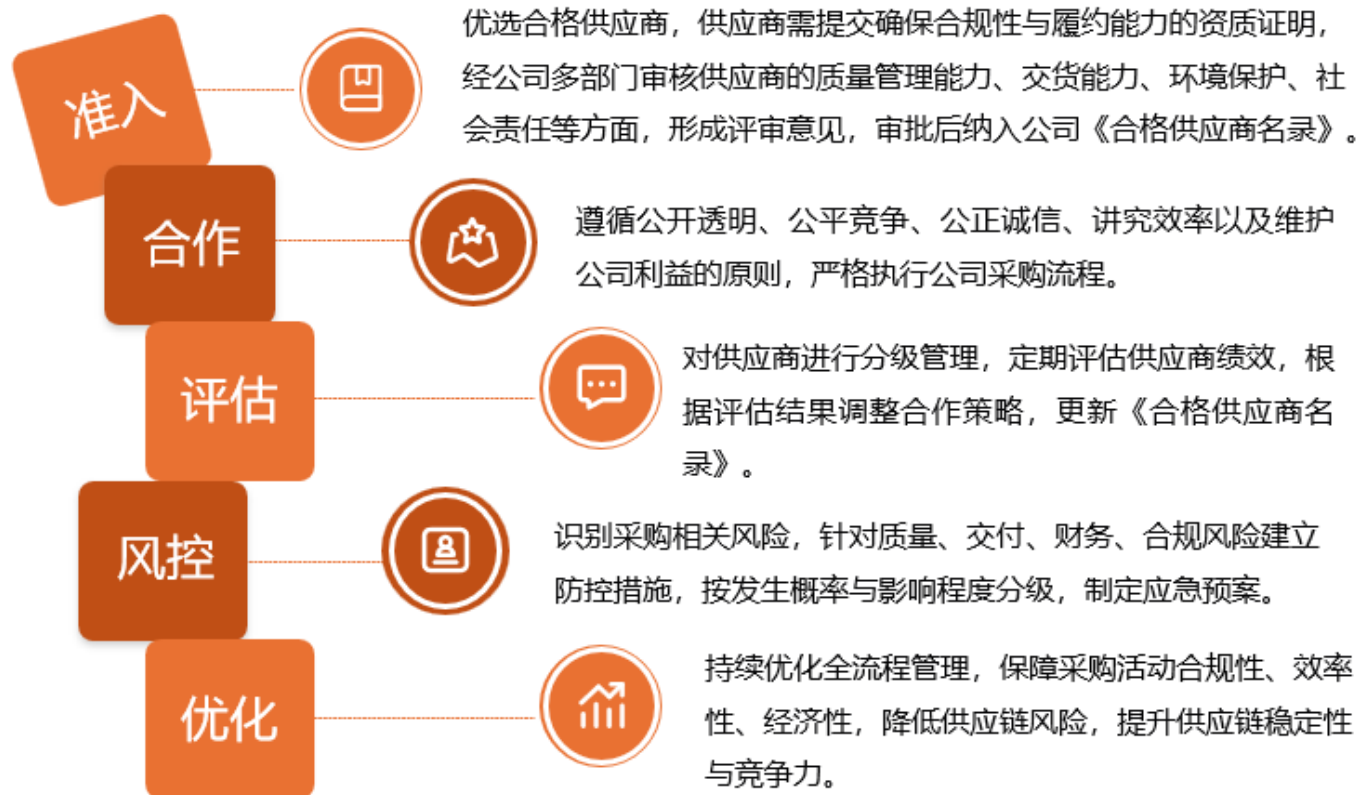 准入
优选合格供应商，供应商需提交确保合规性与履约能力的资质证明，
经公司多部门审核供应商的质量管理能力、交货能力、环境保护、社
会责任等方面，形成评审意见，审批后纳入公司《合格供应商名录》。
合作
遵循公开透明、公平竞争、公正诚信、讲究效率以及维护
公司利益的原则，严格执行公司采购流程。
评估
对供应商进行分级管理，定期评估供应商绩效，根
据评估结果调整合作策略，更新《合格供应商名
录》。
风控
识别采购相关风险，针对质量、交付、财务、合规风险建立
防控措施，按发生概率与影响程度分级，制定应急预案。
优化
持续优化全流程管理，保障采购活动合规性、效率
性、经济性，降低供应链风险，提升供应链稳定性
与竞争力。